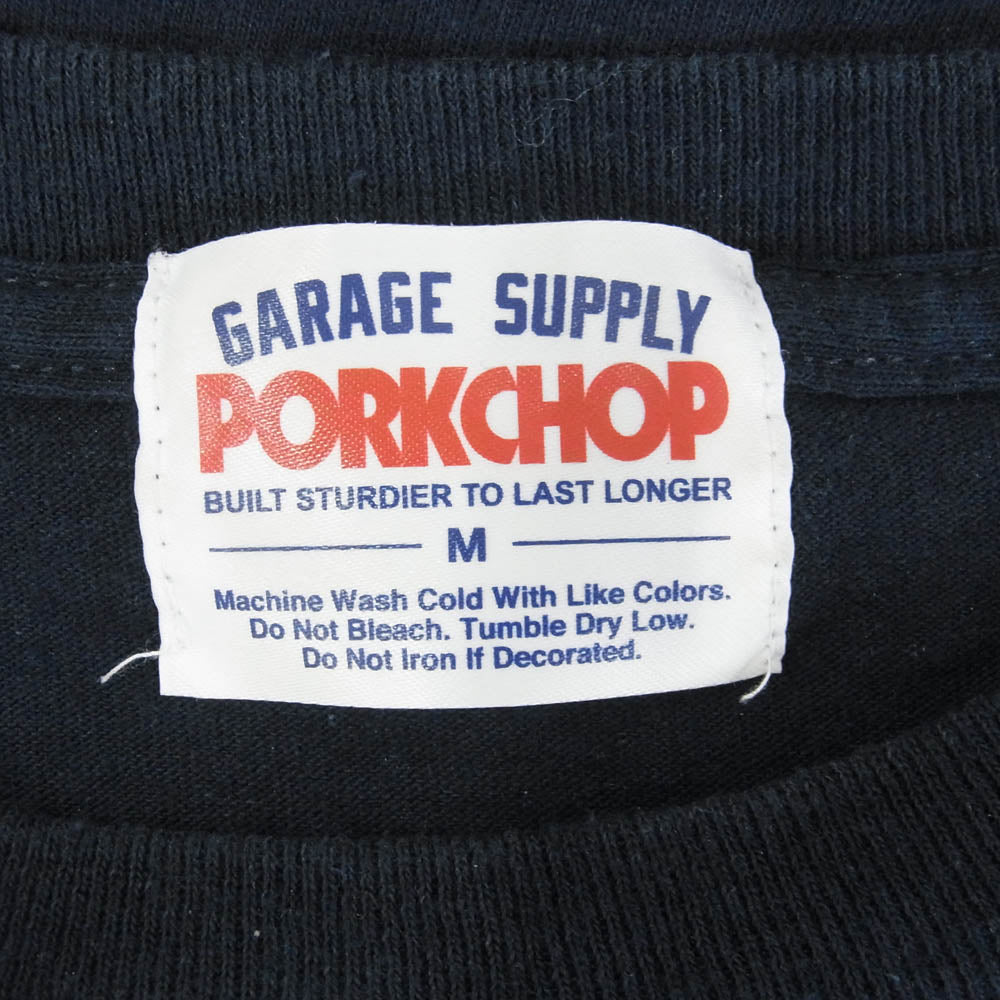 GARAGE SUPPLY
PORKCHOP
BUILT STURDIER TO LAST LONGER
M
Machine Wash Cold With Like Colors.
Do Not Bleach. Tumble Dry Low.
Do Not Iron If Decorated.